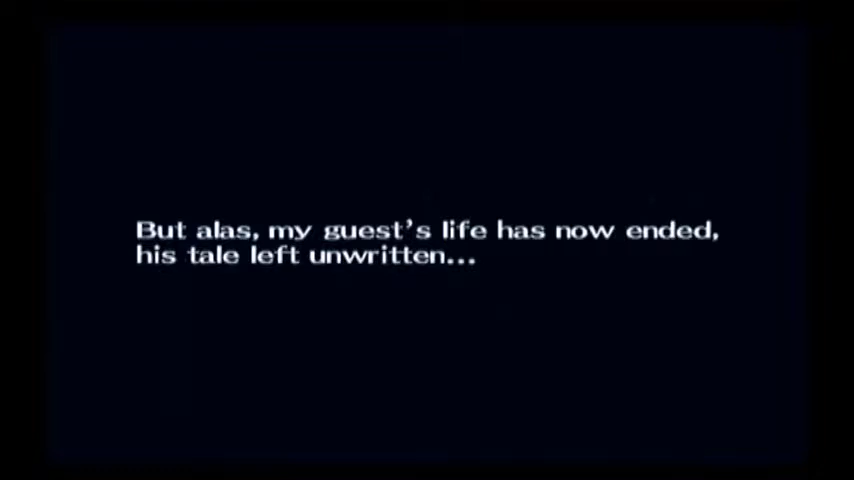 But alas, my guest's life has now ended,
his tale left unwritten...